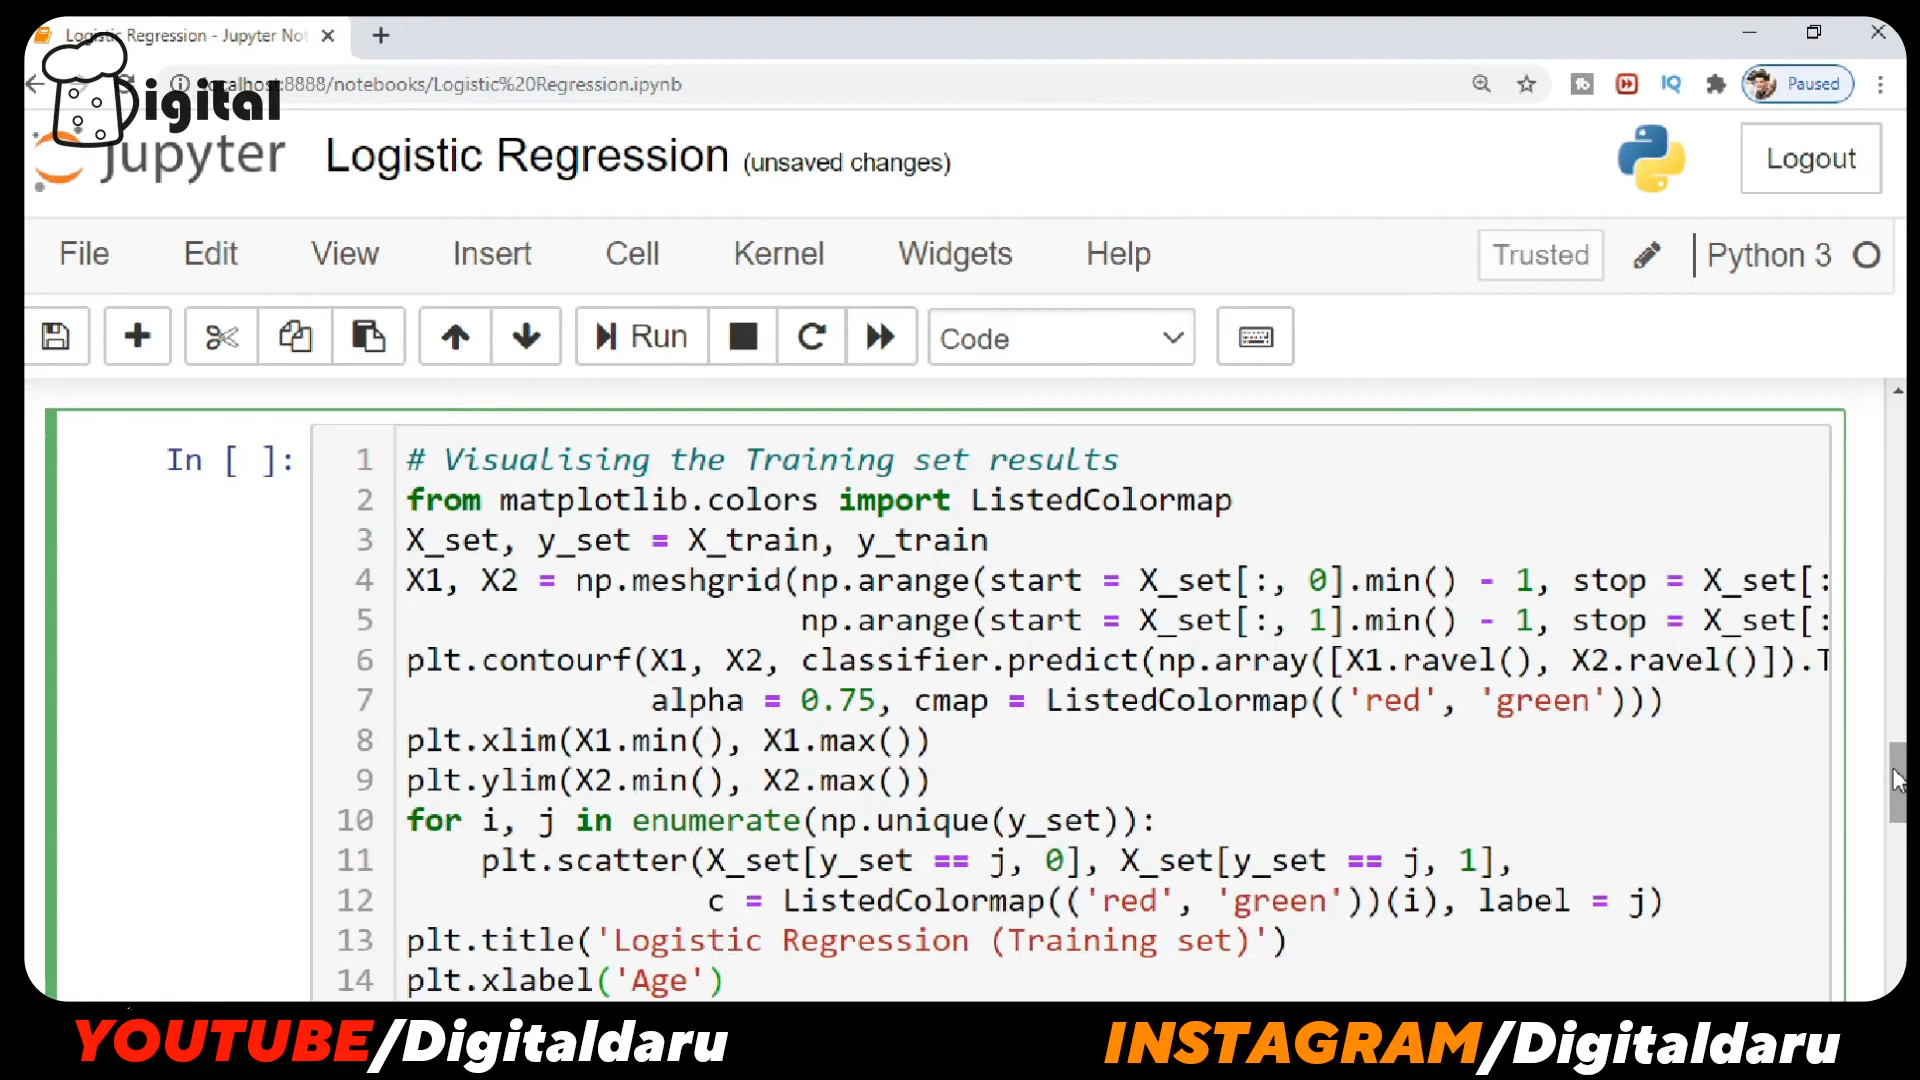 Logistic Regression - Jupyter Not
localhost:8888/notebooks/Logistic%20Regression.ipynb
Paused
Digital
jupyter
Logistic Regression (unsaved changes)
Logout
File Edit View Insert Cell Kernel Widgets Help
Trusted
Python 3
Run
Code
In [ ]:
1 # Visualising the Training set results
2 from matplotlib.colors import ListedColormap
3 X_set, y_set = X_train, y_train
4 X1, X2 = np.meshgrid(np.arange(start = X_set[:, 0].min() - 1, stop = X_set[:
5 np.arange(start = X_set[:, 1].min() - 1, stop = X_set[:
6 plt.contourf(X1, X2, classifier.predict(np.array([X1.ravel(), X2.ravel()]).T
7 alpha = 0.75, cmap = ListedColormap(('red', 'green')))
8 plt.xlim(X1.min(), X1.max())
9 plt.ylim(X2.min(), X2.max())
10 for i, j in enumerate(np.unique(y_set)):
11 plt.scatter(X_set[y_set == j, 0], X_set[y_set == j, 1],
12 c = ListedColormap(('red', 'green'))(i), label = j)
13 plt.title('Logistic Regression (Training set)')
14 plt.xlabel('Age')
YOUTUBE/Digitaldaru
INSTAGRAM/Digitaldaru